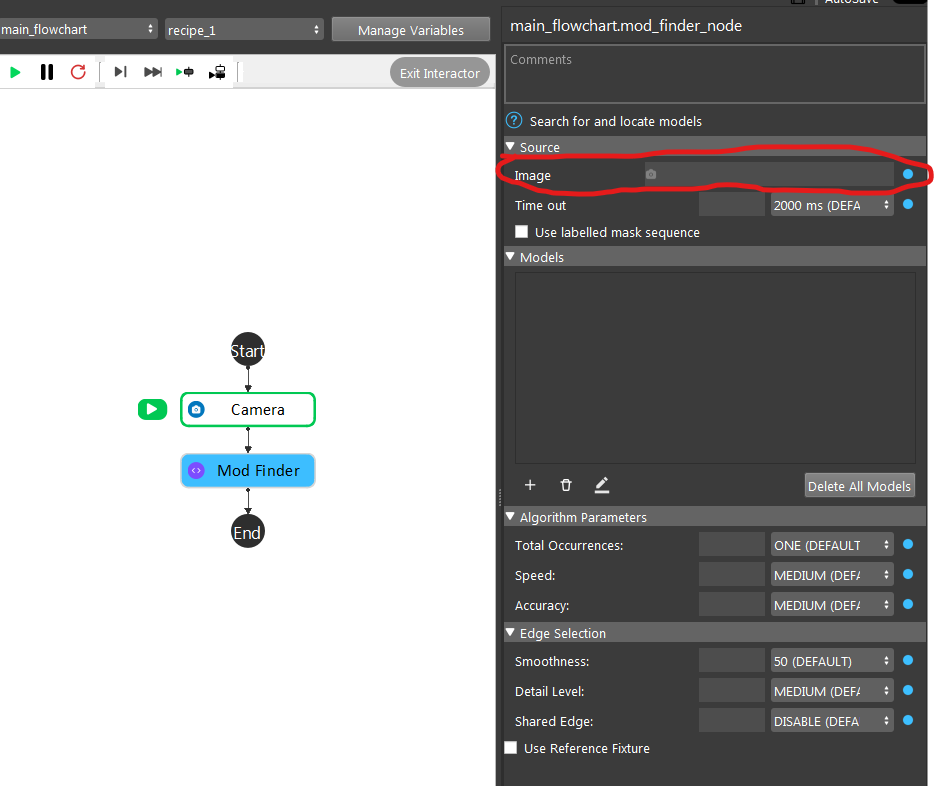 AutoSave
main_flowchart recipe_1 Manage Variables
main_flowchart.mod_finder_node
Exit Interactor
Comments
Search for and locate models
Source
Image
Time out 2000 ms (DEFA
Use labelled mask sequence
Models
Start
Camera
Mod Finder
End
Delete All Models
Algorithm Parameters
Total Occurrences: ONE (DEFAULT
Speed: MEDIUM (DEFA
Accuracy: MEDIUM (DEFA
Edge Selection
Smoothness: 50 (DEFAULT)
Detail Level: MEDIUM (DEFA
Shared Edge: DISABLE (DEFA
Use Reference Fixture